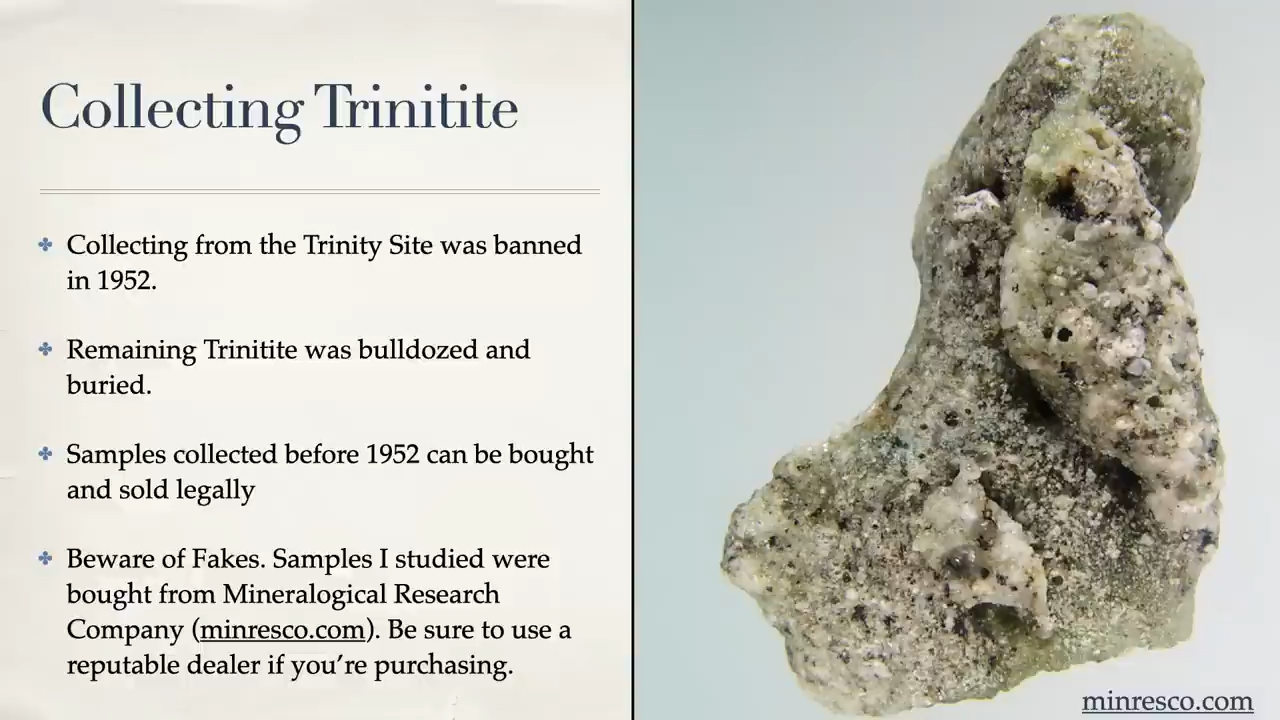 Collecting Trinitite
Collecting from the Trinity Site was banned
in 1952.
Remaining Trinitite was bulldozed and
buried.
Samples collected before 1952 can be bought
and sold legally
Beware of Fakes. Samples I studied were
bought from Mineralogical Research
Company (minresco.com). Be sure to use a
reputable dealer if you’re purchasing.
minresco.com